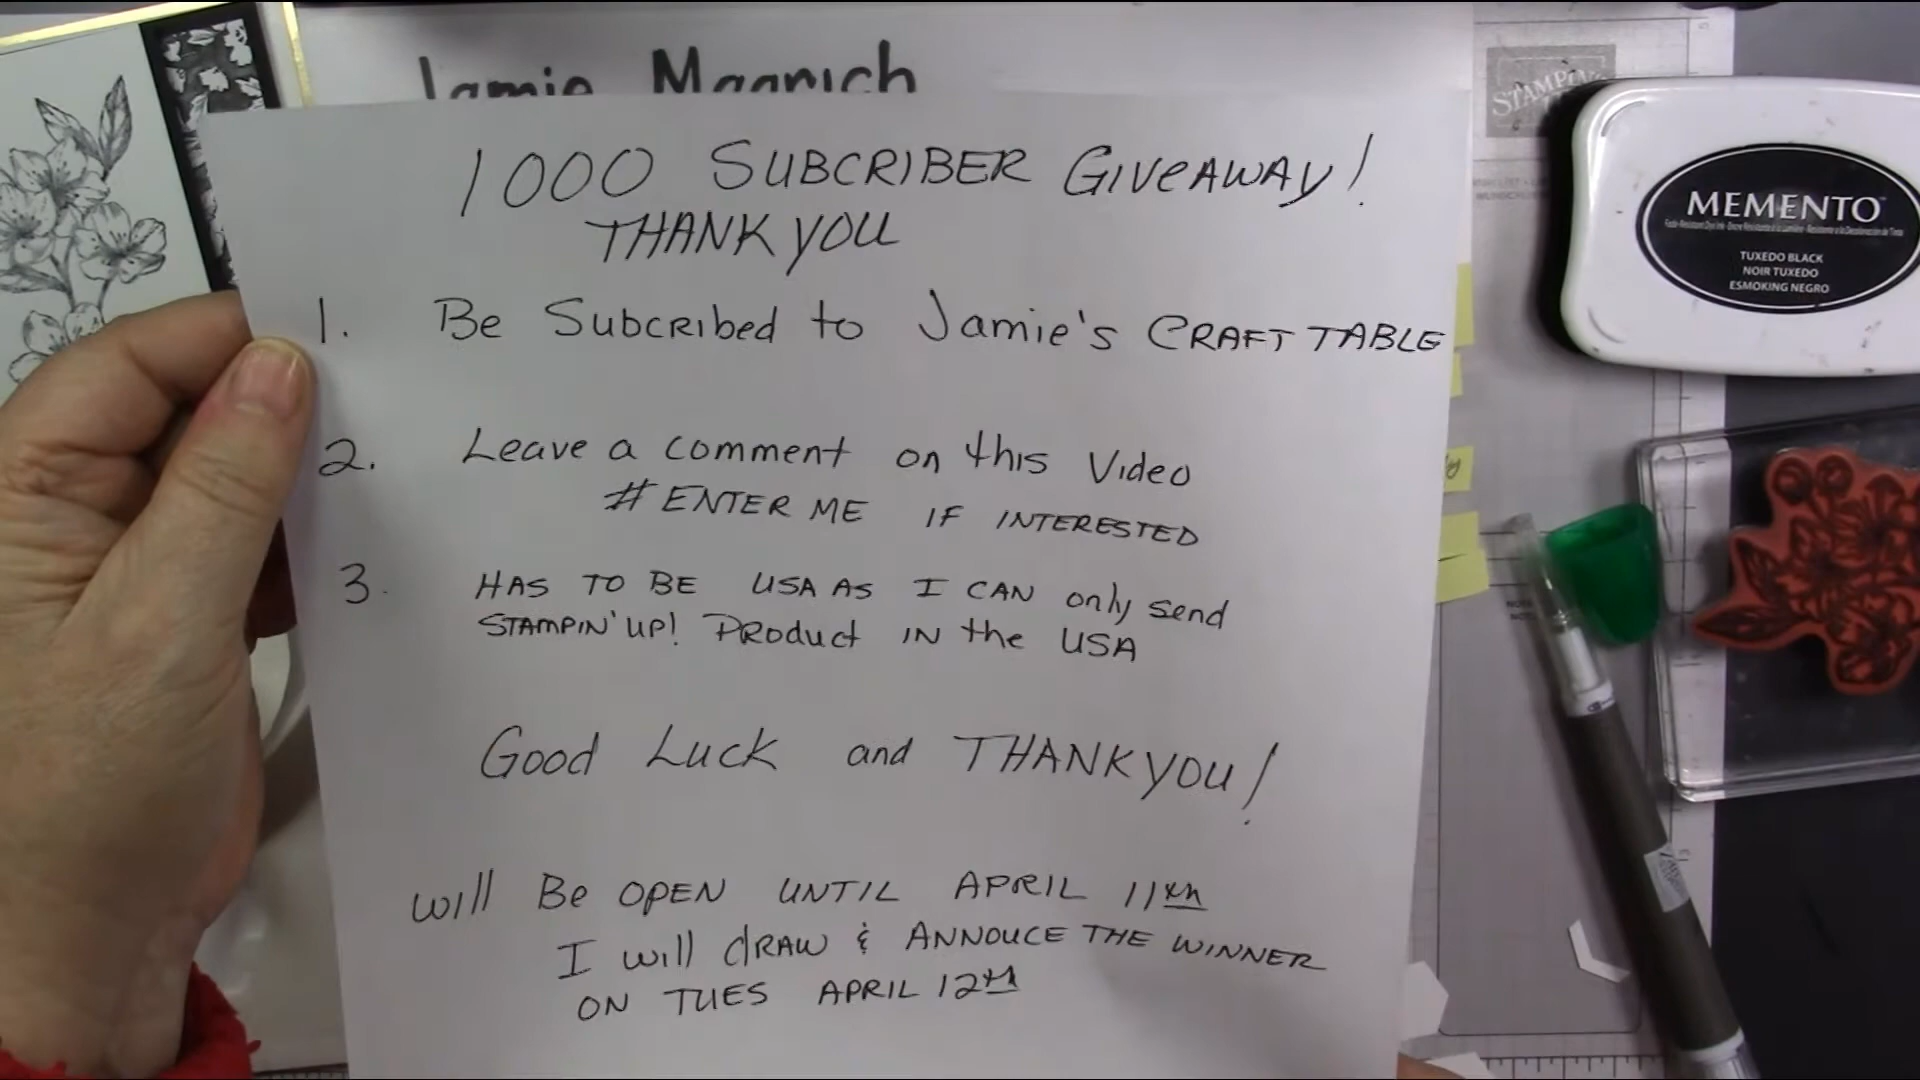 Jamie Mannich
1000 SUBCRIBER GIVEAWAY!
THANK YOU
1. Be Subcribed to Jamie's CRAFT TABLE
2. Leave a comment on this Video
# ENTER ME IF INTERESTED
3. HAS TO BE USA AS I CAN only send
STAMPIN' UP! PRoduct IN the USA
Good Luck and THANK YOU!
Will Be OPEN UNTIL APRIL 11th
I will dRAW & ANNOUCE THE WINNER
ON TUES APRIL 12th
STAMPIN'
MEMENTO
TUXEDO BLACK
NOIR TUXEDO
ESMOKING NEGRO